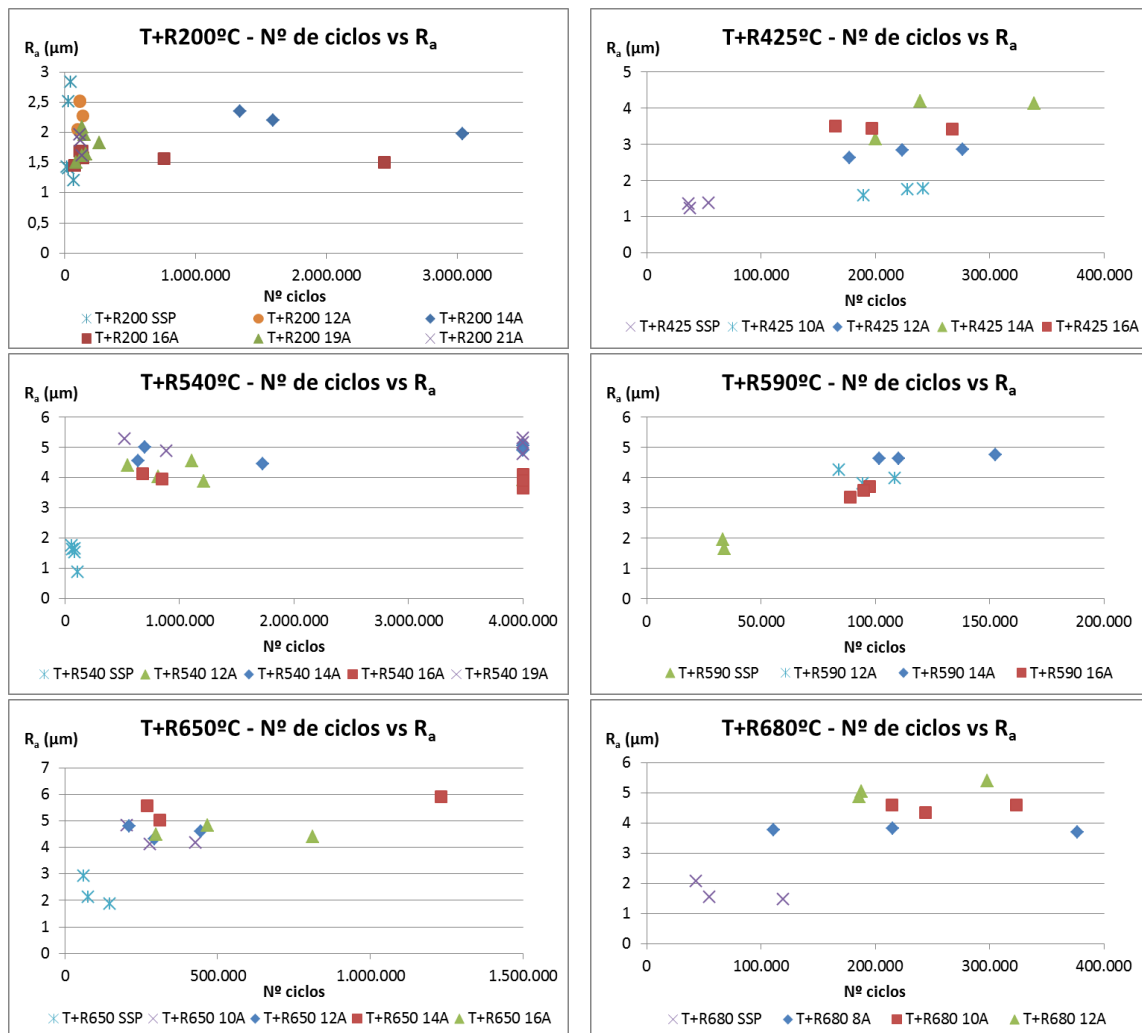 T+R200ºC - Nº de ciclos vs Ra
Ra (μm)
3
2,5
2
1,5
1
0,5
0
0 1.000.000 2.000.000 3.000.000
Nº ciclos
T+R200 SSP T+R200 12A T+R200 14A
T+R200 16A T+R200 19A T+R200 21A
T+R425ºC - Nº de ciclos vs Ra
Ra (μm)
5
4
3
2
1
0
0 100.000 200.000 300.000 400.000
Nº ciclos
T+R425 SSP T+R425 10A T+R425 12A T+R425 14A T+R425 16A
T+R540ºC - Nº de ciclos vs Ra
Ra (μm)
6
5
4
3
2
1
0
0 1.000.000 2.000.000 3.000.000 4.000.000
Nº ciclos
T+R540 SSP T+R540 12A T+R540 14A T+R540 16A T+R540 19A
T+R590ºC - Nº de ciclos vs Ra
Ra (μm)
6
5
4
3
2
1
0
0 50.000 100.000 150.000 200.000
Nº ciclos
T+R590 SSP T+R590 12A T+R590 14A T+R590 16A
T+R650ºC - Nº de ciclos vs Ra
Ra (μm)
7
6
5
4
3
2
1
0
0 500.000 1.000.000 1.500.000
Nº ciclos
T+R650 SSP T+R650 10A T+R650 12A T+R650 14A T+R650 16A
T+R680ºC - Nº de ciclos vs Ra
Ra (μm)
6
5
4
3
2
1
0
0 100.000 200.000 300.000 400.000
Nº ciclos
T+R680 SSP T+R680 8A T+R680 10A T+R680 12A